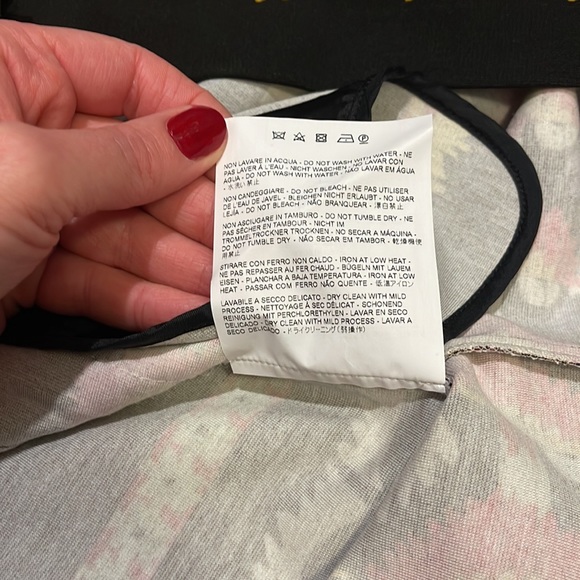 NON LAVARE IN ACQUA - DO NOT WASH WITH WATER - NE
PAS LAVER A L'EAU - NICHT WASCHEN - NO LAVAR CON
AGUA - DO NOT WASH WITH WATER - NÃO LAVAR EM ÁGUA
- 水洗い禁止
NON CANDEGGIARE - DO NOT BLEACH - NE PAS UTILISER
DE L'EAU DE JAVEL - BLEICHEN NICHT ERLAUBT - NO USAR
LEJÍA - DO NOT BLEACH - NÃO BRANQUEAR - 漂白禁止
NON ASCIUGARE IN TAMBURO - DO NOT TUMBLE DRY - NE
PAS SÉCHER EN TAMBOUR - NICHT IM
TROMMELTROCKNER TROCKNEN - NO SECAR A MÁQUINA -
DO NOT TUMBLE DRY - NÃO SECAR EM TAMBOR - 乾燥機使
用禁止
STIRARE CON FERRO NON CALDO - IRON AT LOW HEAT -
NE PAS REPASSER AU FER CHAUD - BÜGELN MIT LAUEM
EISEN - PLANCHAR A BAJA TEMPERATURA - IRON AT LOW
HEAT - PASSAR COM FERRO NÃO QUENTE - 低温アイロン
LAVABILE A SECCO DELICATO - DRY CLEAN WITH MILD
PROCESS - NETTOYAGE À SEC DÉLICAT - SCHONEND
REINIGUNG MIT PERCHLORETHYLEN - LAVAR EN SECO
DELICADO - DRY CLEAN WITH MILD PROCESS - LAVAR A
SECO DELICADO - ドライクリーニング(弱操作)